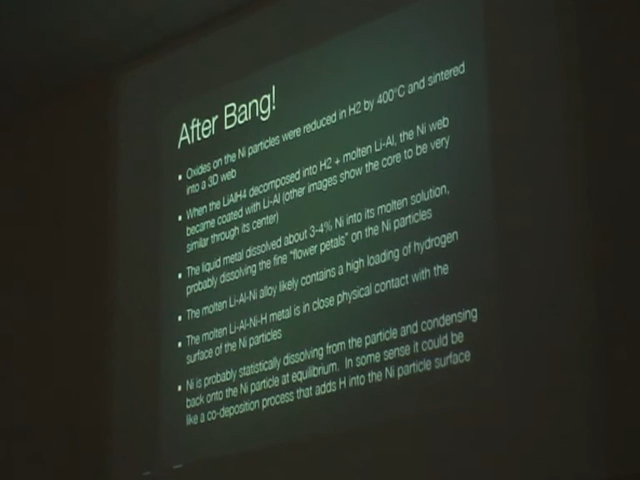 After Bang!
• Oxides on the Ni particles were reduced in H2 by 400°C and sintered
into a 3D web
• When the LiAlH4 decomposed into H2 + molten Li-Al, the Ni web
became coated with Li-Al (other images show the core to be very
similar through its center)
• The liquid metal dissolved about 3-4% Ni into its molten solution,
probably dissolving the fine "flower petals" on the Ni particles
• The molten Li-Al-Ni alloy likely contains a high loading of hydrogen
• The molten Li-Al-Ni-H metal is in close physical contact with the
surface of the Ni particles
• Ni is probably statistically dissolving from the particle and condensing
back onto the Ni particle at equilibrium. In some sense it could be
like a co-deposition process that adds H into the Ni particle surface